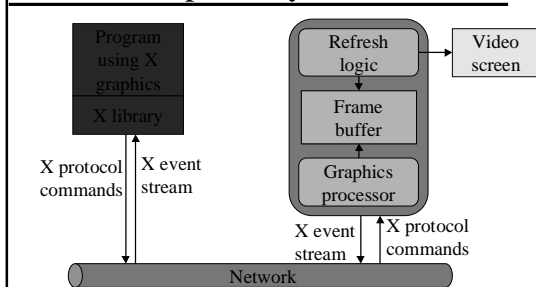 Program
using X
graphics
X library
Refresh
logic
Video
screen
Frame
buffer
Graphics
processor
X protocol
commands
X event
stream
X event
stream
X protocol
commands
Network